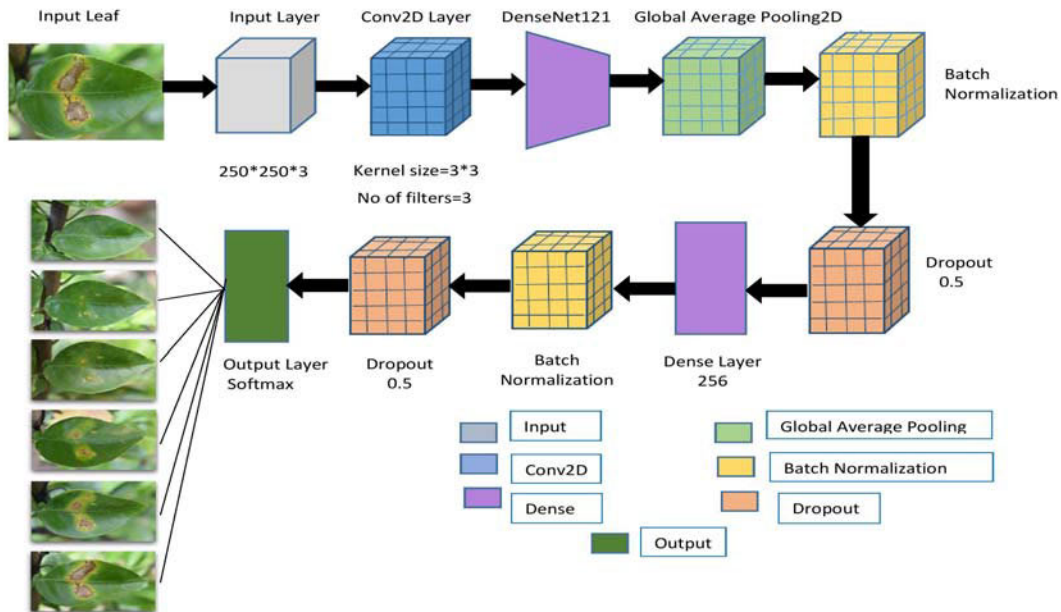 Input Leaf
Input Layer
Conv2D Layer
DenseNet121
Global Average Pooling2D
Batch
Normalization
250*250*3
Kernel size=3*3
No of filters=3
Dropout
0.5
Output Layer
Softmax
Dropout
0.5
Batch
Normalization
Dense Layer
256
Input
Global Average Pooling
Conv2D
Batch Normalization
Dense
Dropout
Output